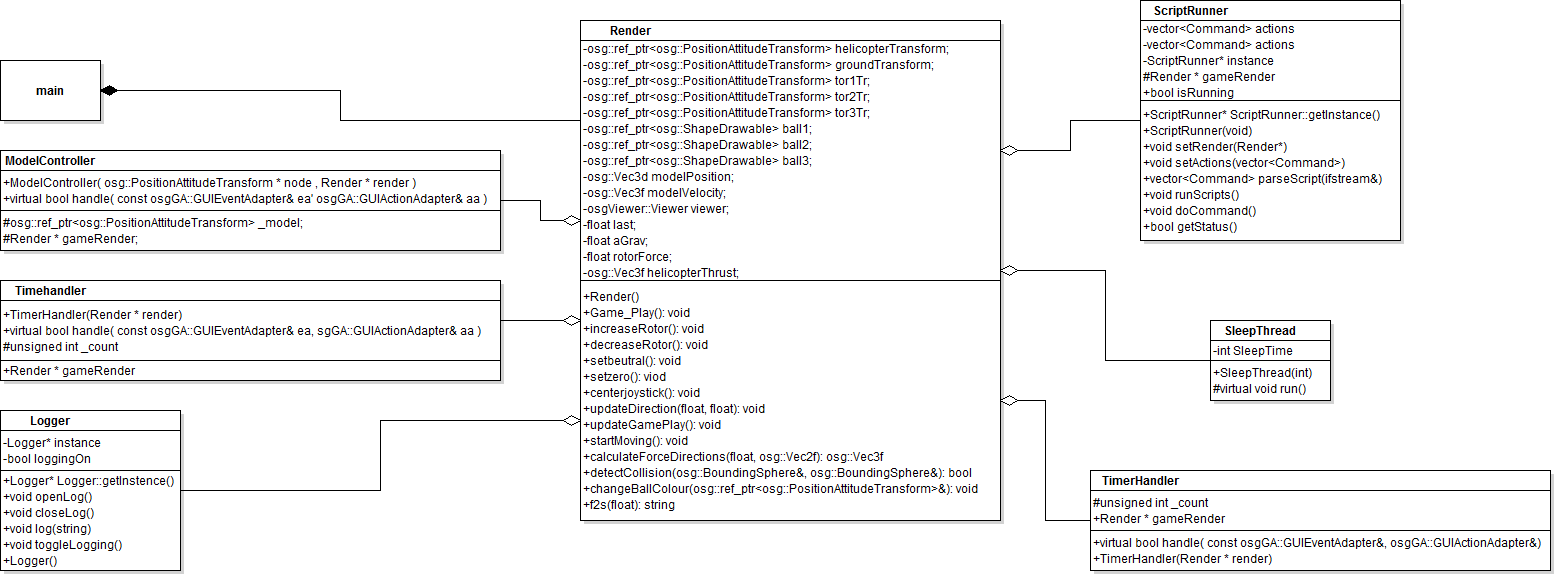 main
ModelController
+ModelController( osg::PositionAttitudeTransform * node , Render * render )
+virtual bool handle( const osgGA::GUIEventAdapter& ea' osgGA::GUIActionAdapter& aa )
#osg::ref_ptr<osg::PositionAttitudeTransform> _model;
#Render * gameRender;
Timehandler
+TimerHandler(Render * render)
+virtual bool handle( const osgGA::GUIEventAdapter& ea, sgGA::GUIActionAdapter& aa )
#unsigned int _count
+Render * gameRender
Logger
-Logger* instance
-bool loggingOn
+Logger* Logger::getInstence()
+void openLog()
+void closeLog()
+void log(string)
+void toggleLogging()
+Logger()
Render
-osg::ref_ptr<osg::PositionAttitudeTransform> helicopterTransform;
-osg::ref_ptr<osg::PositionAttitudeTransform> groundTransform;
-osg::ref_ptr<osg::PositionAttitudeTransform> tor1Tr;
-osg::ref_ptr<osg::PositionAttitudeTransform> tor2Tr;
-osg::ref_ptr<osg::PositionAttitudeTransform> tor3Tr;
-osg::ref_ptr<osg::ShapeDrawable> ball1;
-osg::ref_ptr<osg::ShapeDrawable> ball2;
-osg::ref_ptr<osg::ShapeDrawable> ball3;
-osg::Vec3d modelPosition;
-osg::Vec3f modelVelocity;
-osgViewer::Viewer viewer;
-float last;
-float aGrav;
-float rotorForce;
-osg::Vec3f helicopterThrust;
+Render()
+Game_Play(): void
+increaseRotor(): void
+decreaseRotor(): void
+setbeutral(): void
+setzero(): viod
+centerjoystick(): void
+updateDirection(float, float): void
+updateGamePlay(): void
+startMoving(): void
+calculateForceDirections(float, osg::Vec2f): osg::Vec3f
+detectCollision(osg::BoundingSphere&, osg::BoundingSphere&): bool
+changeBallColour(osg::ref_ptr<osg::PositionAttitudeTransform>&): void
+f2s(float): string
ScriptRunner
-vector<Command> actions
-vector<Command> actions
-ScriptRunner* instance
#Render * gameRender
+bool isRunning
+ScriptRunner* ScriptRunner::getInstance()
+ScriptRunner(void)
+void setRender(Render*)
+void setActions(vector<Command>)
+vector<Command> parseScript(ifstream&)
+void runScripts()
+void doCommand()
+bool getStatus()
SleepThread
-int SleepTime
+SleepThread(int)
#virtual void run()
TimerHandler
#unsigned int _count
+Render * gameRender
+virtual bool handle( const osgGA::GUIEventAdapter&, osgGA::GUIActionAdapter&)
+TimerHandler(Render * render)